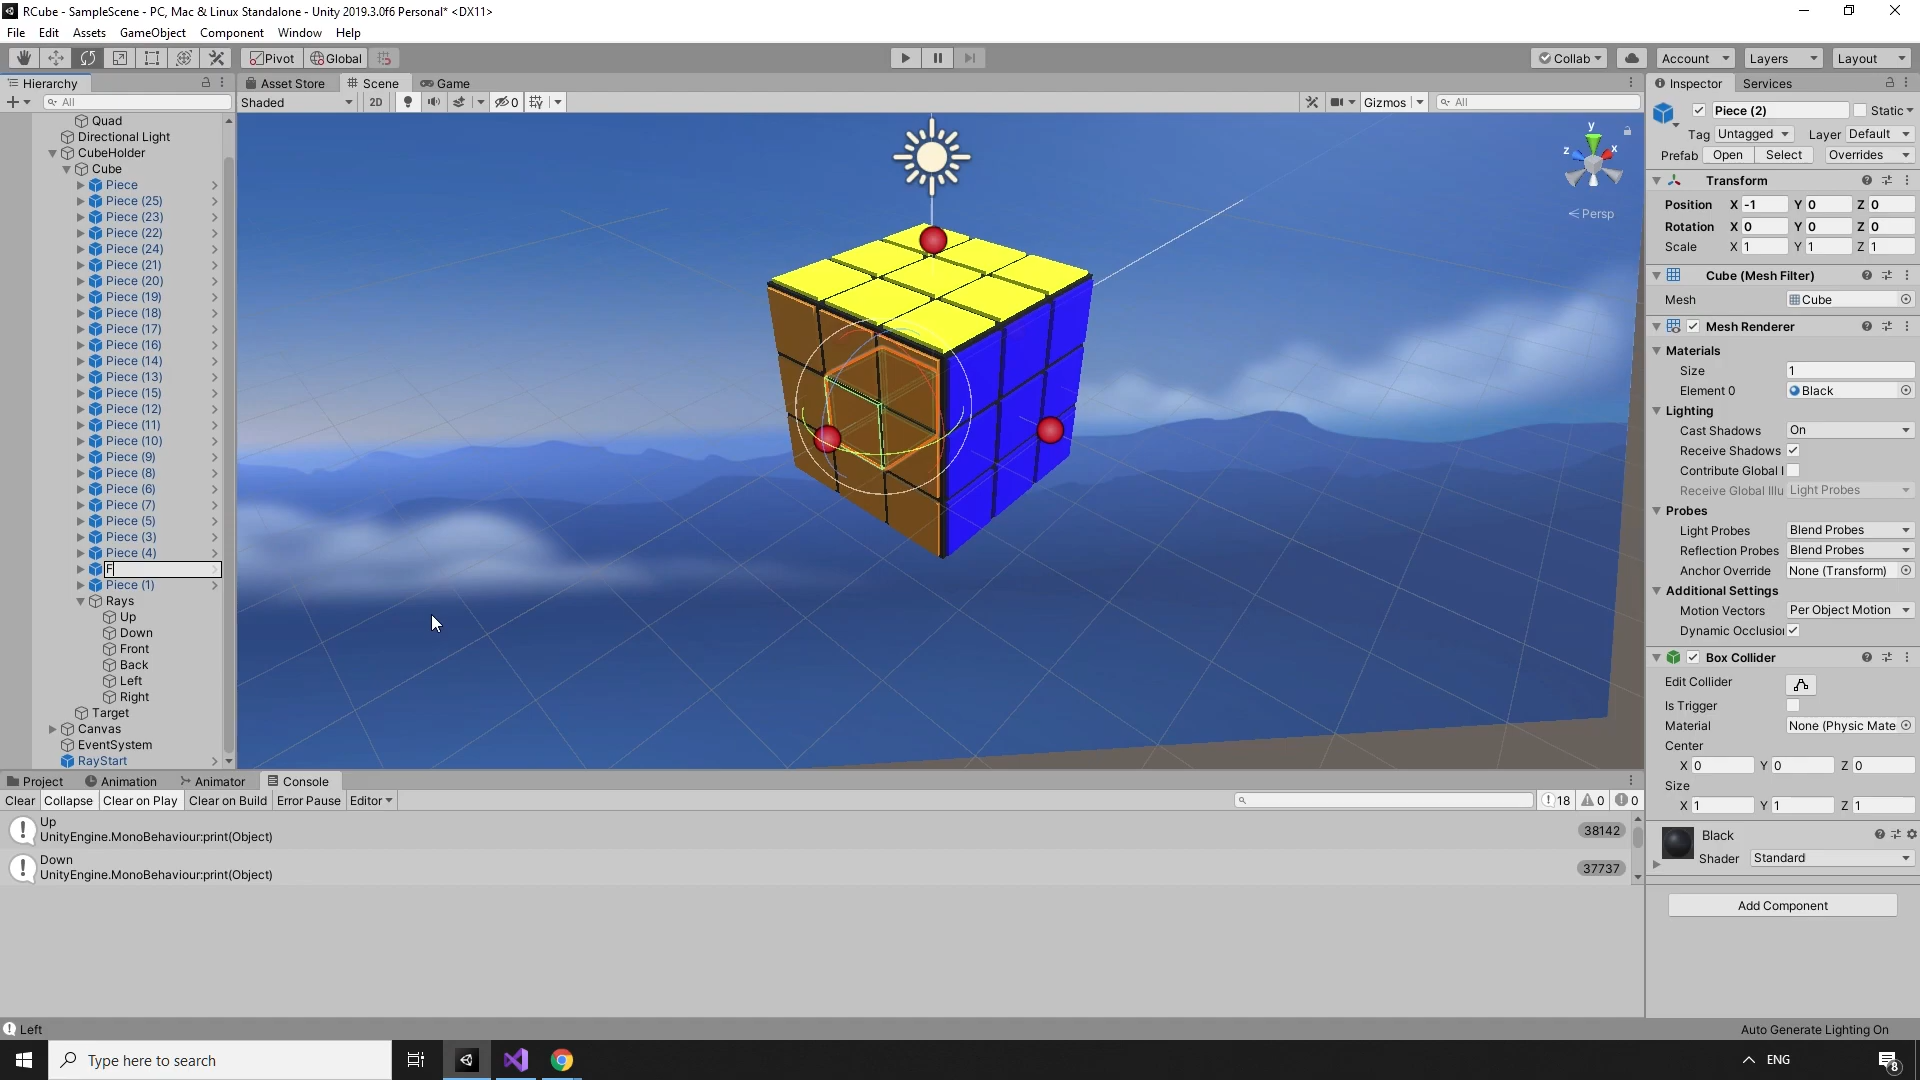 RCube - SampleScene - PC, Mac & Linux Standalone - Unity 2019.3.0f6 Personal* <DX11>
File Edit Assets GameObject Component Window Help
Pivot Global Collab Account Layers Layout
Hierarchy Asset Store Scene Game Inspector Services
All Shaded 2D 0 Gizmos All
Quad
Directional Light
CubeHolder
Cube
Piece
Piece (25)
Piece (23)
Piece (22)
Piece (24)
Piece (21)
Piece (20)
Piece (19)
Piece (18)
Piece (17)
Piece (16)
Piece (14)
Piece (13)
Piece (15)
Piece (12)
Piece (11)
Piece (10)
Piece (9)
Piece (8)
Piece (6)
Piece (7)
Piece (5)
Piece (3)
Piece (4)
F
Piece (1)
Rays
Up
Down
Front
Back
Left
Right
Target
Canvas
EventSystem
RayStart
y
z x
Persp
Piece (2) Static
Tag Untagged Layer Default
Prefab Open Select Overrides
Transform
Position X -1 Y 0 Z 0
Rotation X 0 Y 0 Z 0
Scale X 1 Y 1 Z 1
Cube (Mesh Filter)
Mesh Cube
Mesh Renderer
Materials
Size 1
Element 0 Black
Lighting
Cast Shadows On
Receive Shadows
Contribute Global I
Receive Global Illu Light Probes
Probes
Light Probes Blend Probes
Reflection Probes Blend Probes
Anchor Override None (Transform)
Additional Settings
Motion Vectors Per Object Motion
Dynamic Occlusion
Box Collider
Edit Collider
Is Trigger
Material None (Physic Mate
Center
X 0 Y 0 Z 0
Size
X 1 Y 1 Z 1
Black
Shader Standard
Add Component
Project Animation Animator Console
Clear Collapse Clear on Play Clear on Build Error Pause Editor 18 0 0
Up
UnityEngine.MonoBehaviour:print(Object) 38142
Down
UnityEngine.MonoBehaviour:print(Object) 37737
Left Auto Generate Lighting On
Type here to search ENG 8